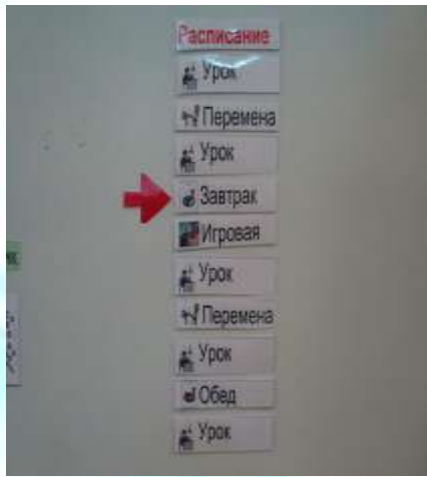 Расписание
Урок
Перемена
Урок
Завтрак
Игровая
Урок
Перемена
Урок
Обед
Урок